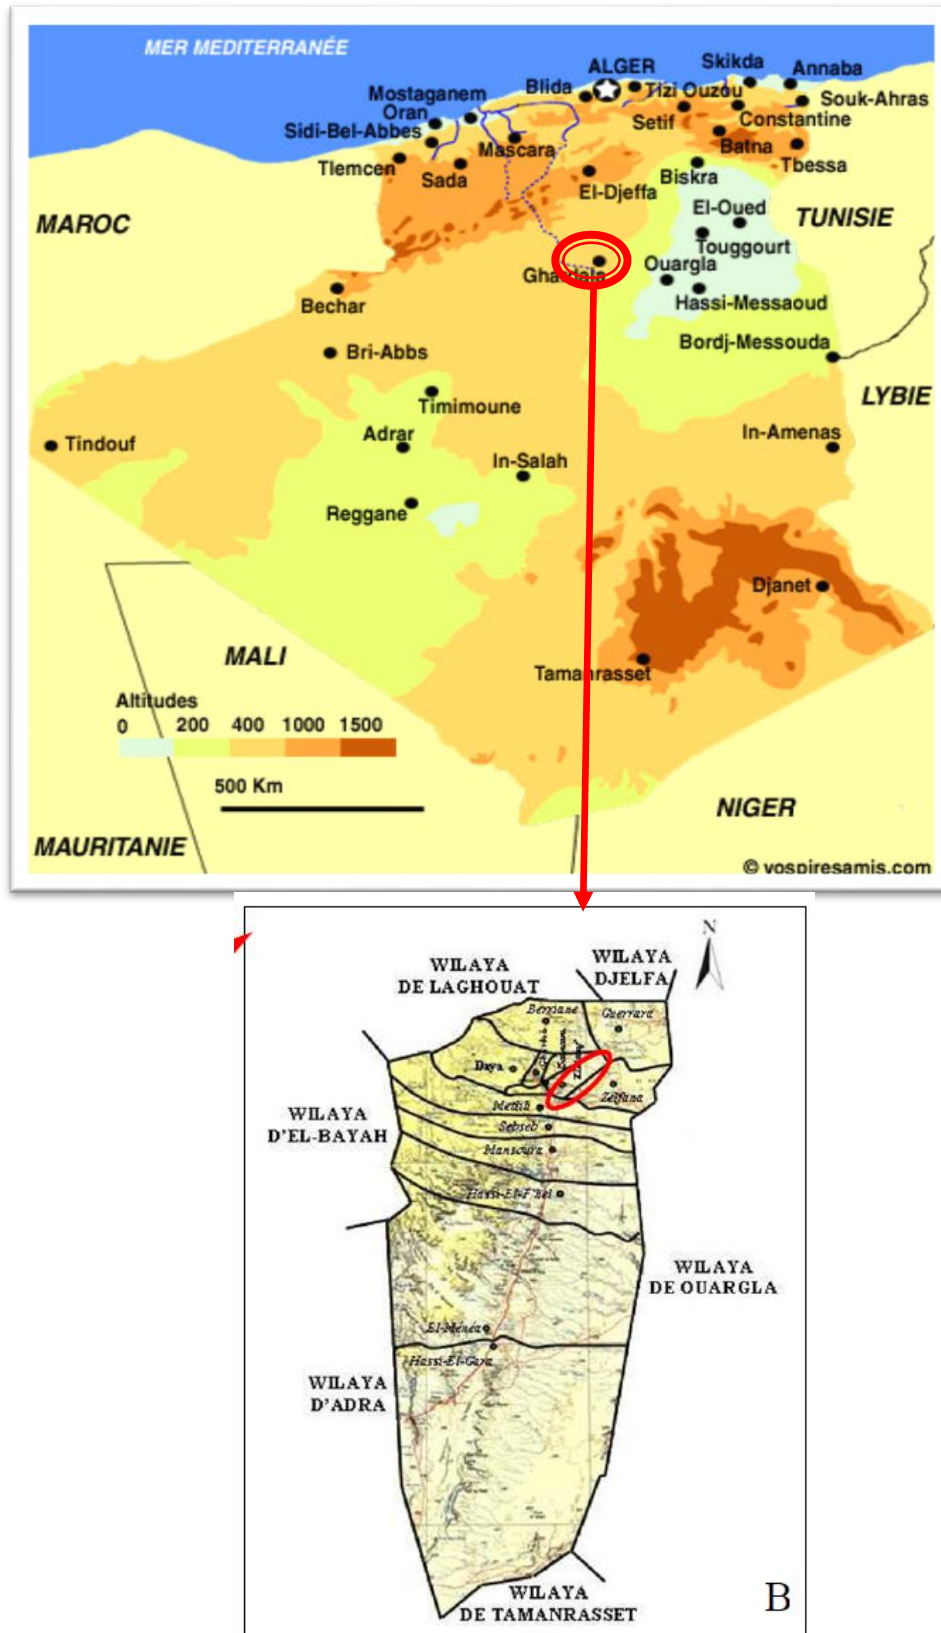 MER MEDITERRANÉE
ALGER
Skikda
Annaba
Blida
Tizi Ouzou
Mostaganem
Souk-Ahras
Oran
Setif
Constantine
Sidi-Bel-Abbes
Mascara
Batna
Tlemcen
Sada
Tbessa
El-Djeffa
Biskra
El-Oued
MAROC
TUNISIE
Touggourt
Ouargla
Bechar
Hassi-Messaoud
Bordj-Messouda
Bri-Abbs
LYBIE
Timimoune
Tindouf
Adrar
In-Amenas
In-Salah
Reggane
Djanet
MALI
Tamanrasset
Altitudes
0 200 400 1000 1500
500 Km
NIGER
MAURITANIE
© vospiresamis.com
N
WILAYA
DE LAGHOUAT
WILAYA
DJELFA
Berriane
Guerrara
Daya
Zelfana
Metlili
WILAYA
D'EL-BAYAH
Sebseb
Mansoura
Hassi-El-F'hel
WILAYA
DE OUARGLA
El-Ménéa
Hassi-El-Gara
WILAYA
D'ADRA
WILAYA
DE TAMANRASSET
B